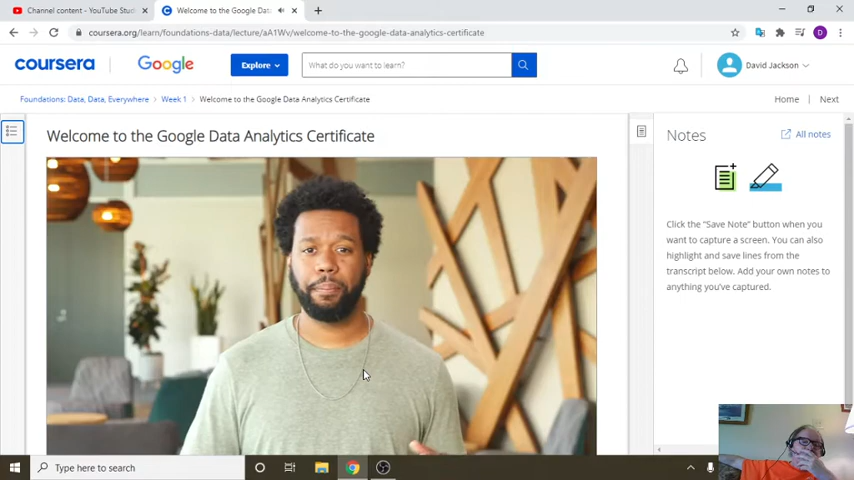 Channel content - YouTube Stud
Welcome to the Google Data Anal
coursera.org/learn/foundations-data/lecture/aA1Wv/welcome-to-the-google-data-analytics-certificate
D
coursera
Google
Explore
What do you want to learn?
David Jackson
Foundations: Data, Data, Everywhere > Week 1 > Welcome to the Google Data Analytics Certificate
Home
Next
Welcome to the Google Data Analytics Certificate
Notes
All notes
Click the "Save Note" button when you
want to capture a screen. You can also
highlight and save lines from the
transcript below. Add your own notes to
anything you've captured.
Type here to search